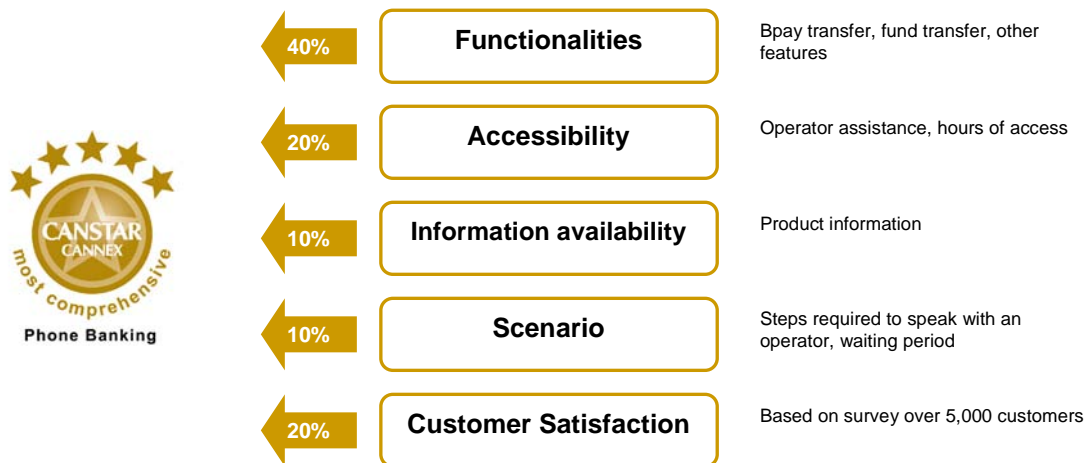 40%
Functionalities
Bpay transfer, fund transfer, other
features
20%
Accessibility
Operator assistance, hours of access
CANSTAR
CANNEX
most comprehensive
Phone Banking
10%
Information availability
Product information
10%
Scenario
Steps required to speak with an
operator, waiting period
20%
Customer Satisfaction
Based on survey over 5,000 customers